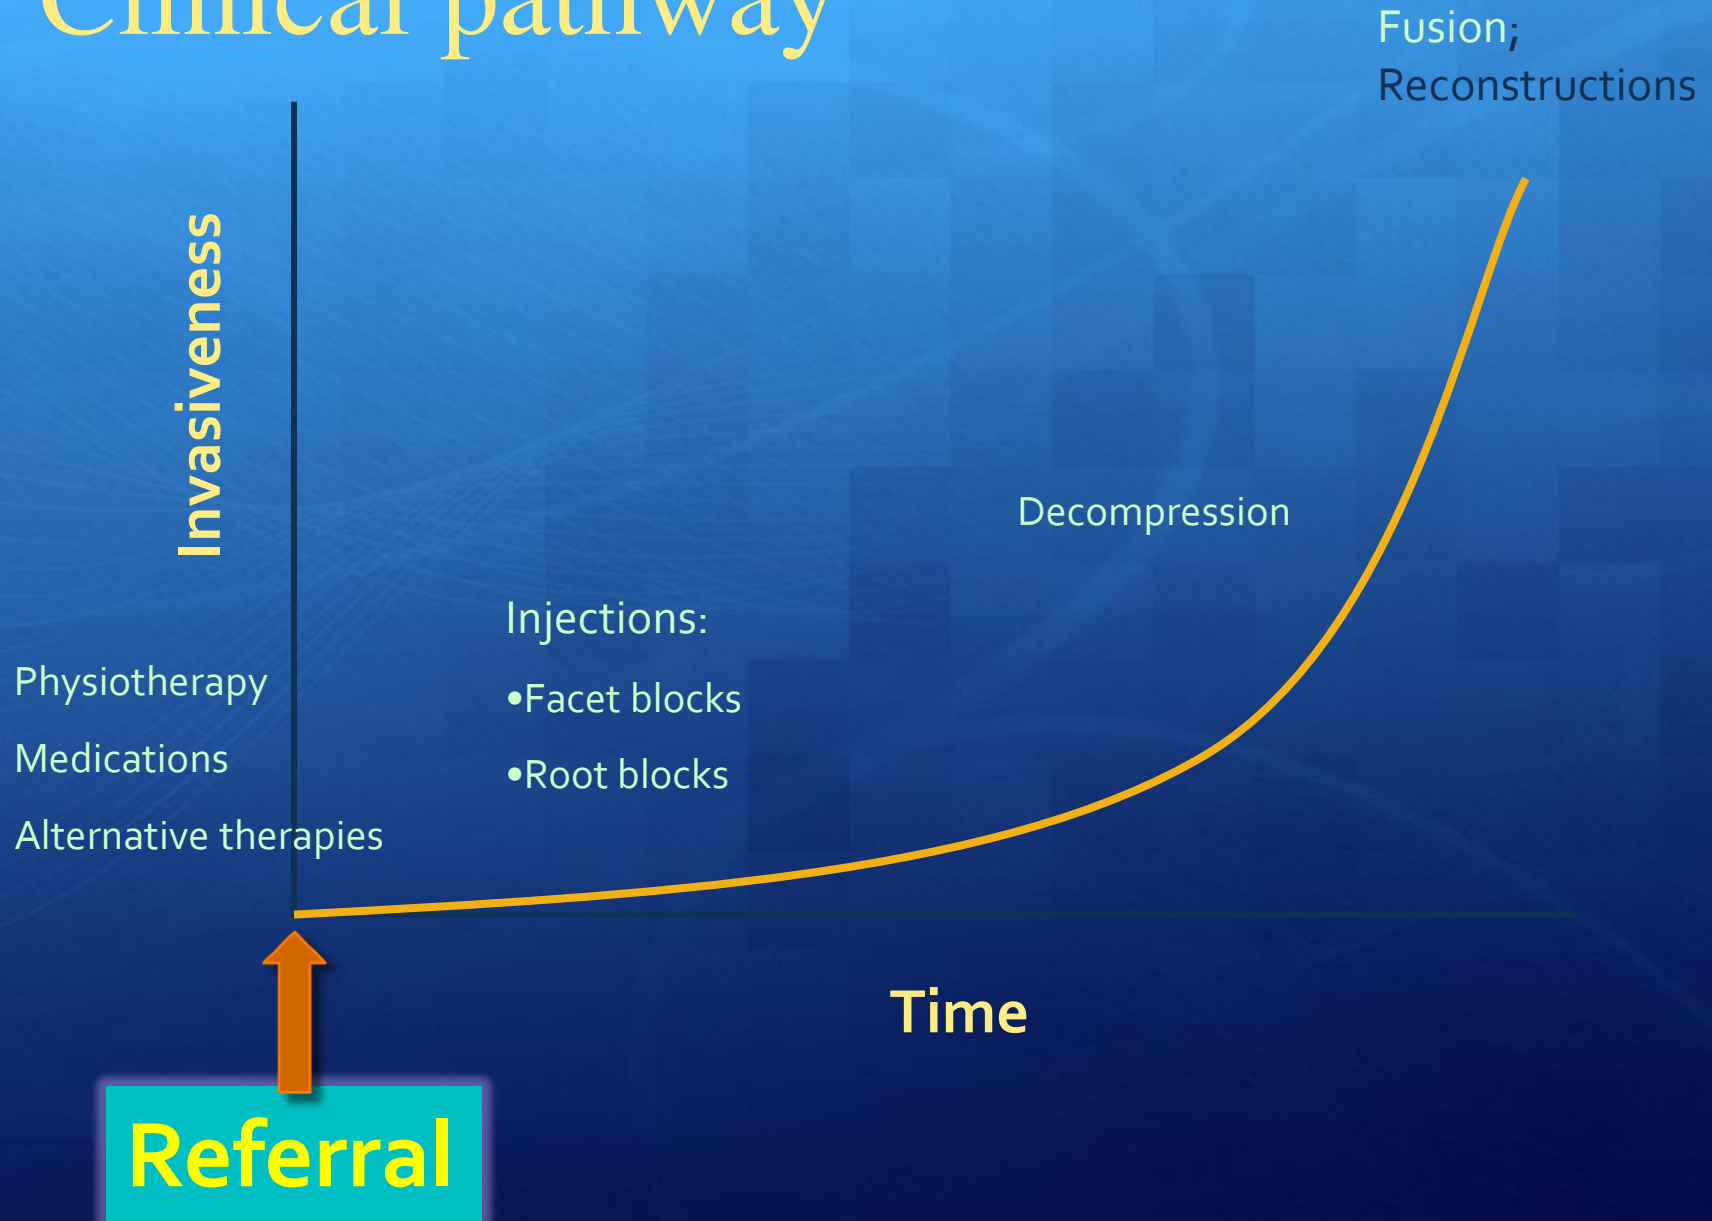 Clinical pathway
Fusion;
Reconstructions
Invasiveness
Decompression
Injections:
•Facet blocks
•Root blocks
Physiotherapy
Medications
Alternative therapies
Time
Referral